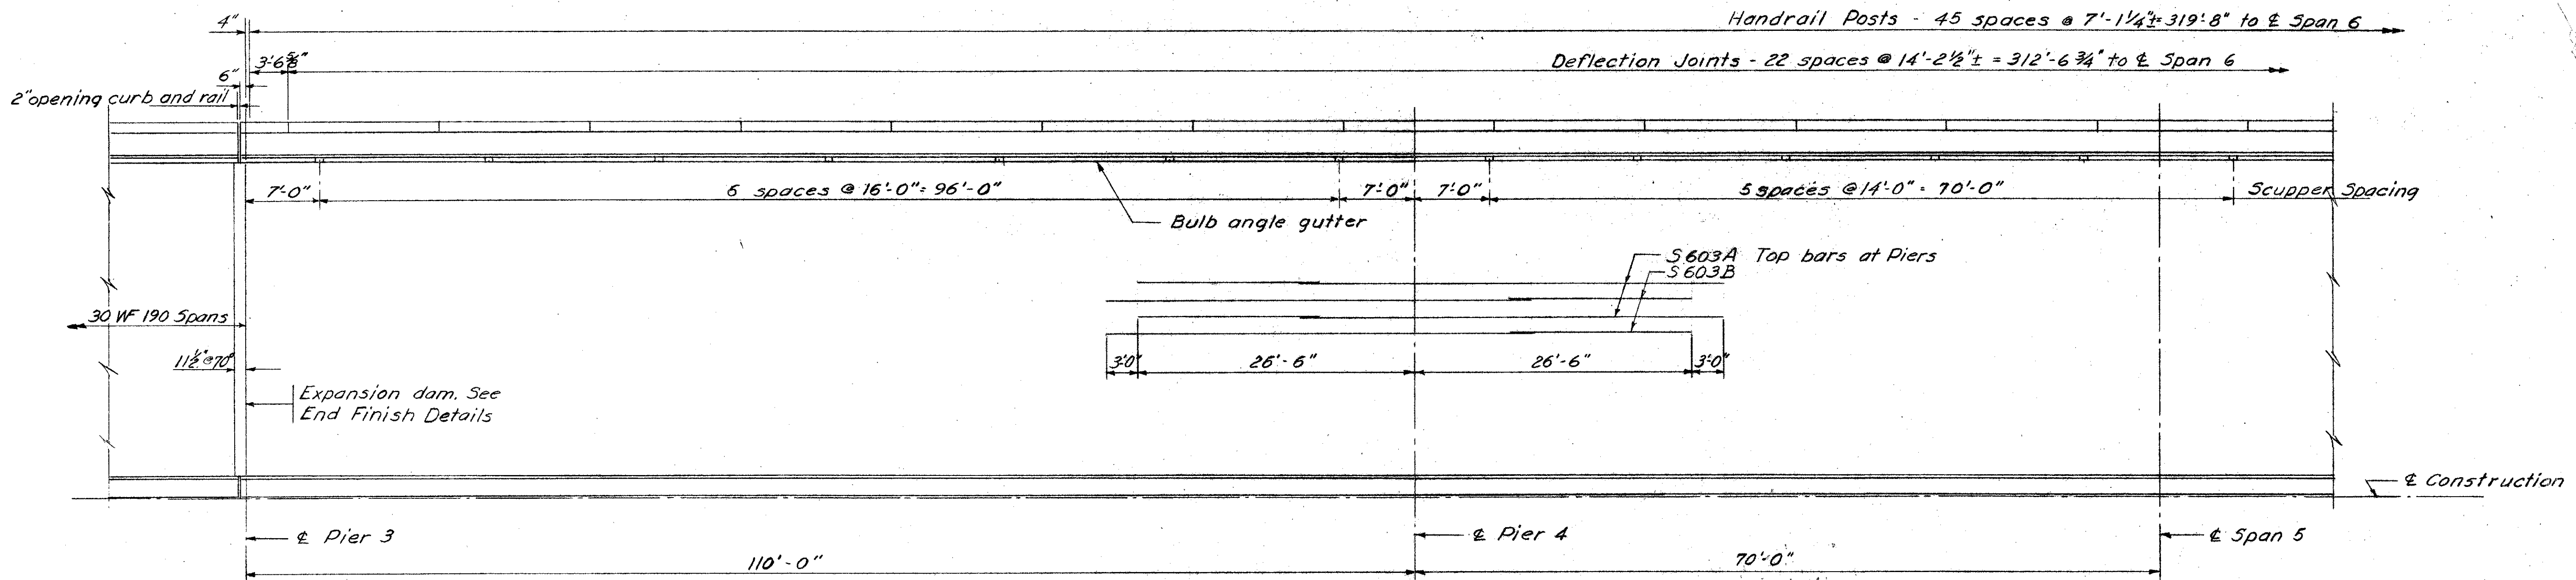 4"
Handrail Posts - 45 spaces @ 7'-1¼"± = 319'-8" to ℄ Span 6
3'-6⅝"
Deflection Joints - 22 spaces @ 14'-2½"± = 312'-6¾" to ℄ Span 6
6"
2" opening curb and rail
7'-0"
6 spaces @ 16'-0" = 96'-0"
7'-0"
7'-0"
5 spaces @ 14'-0" = 70'-0"
Scupper Spacing
Bulb angle gutter
S603A Top bars at Piers
S603B
30 WF 190 Spans
11½" @ 70°
3'-0"
26'-6"
26'-6"
3'-0"
Expansion dam. See
End Finish Details
℄ Construction
℄ Pier 3
℄ Pier 4
℄ Span 5
110'-0"
70'-0"